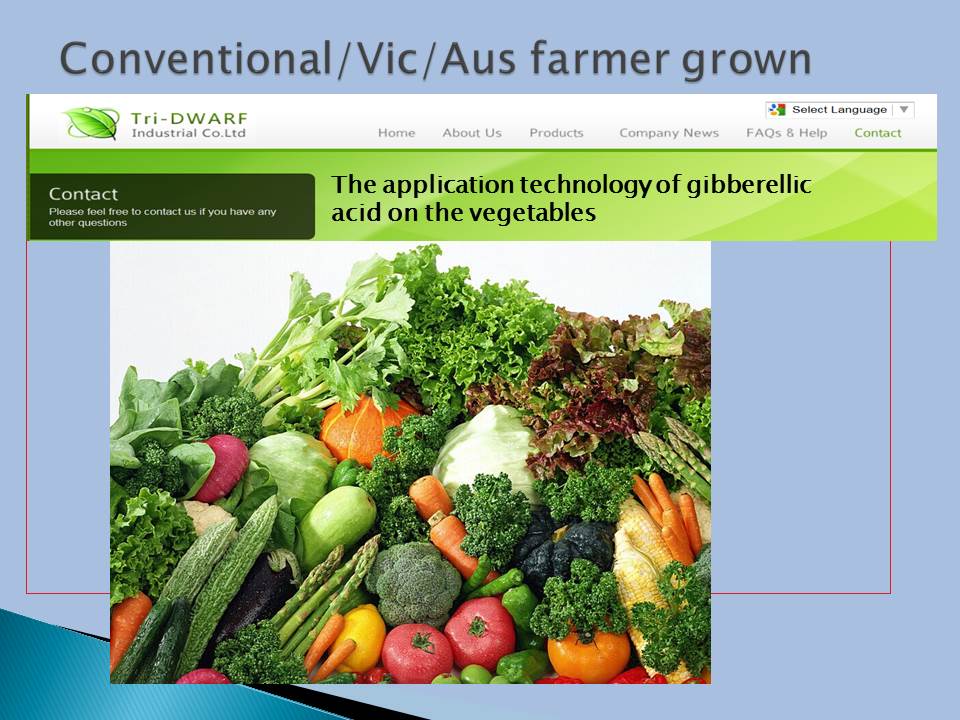 Conventional/Vic/Aus farmer grown
Select Language
Tri-DWARF
Industrial Co.Ltd
Home About Us Products Company News FAQs & Help Contact
Contact
Please feel free to contact us if you have any
other questions
The application technology of gibberellic
acid on the vegetables